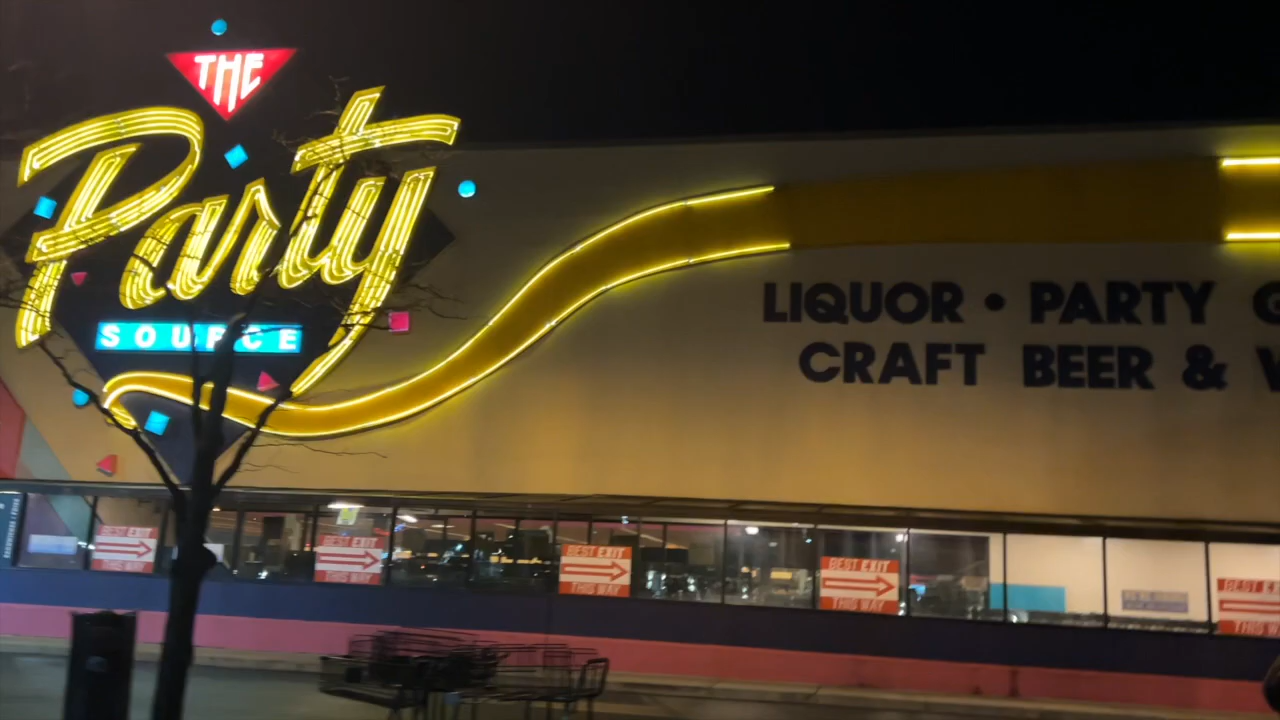 THE
Party
SOURCE
LIQUOR • PARTY
CRAFT BEER &
BEST EXIT
THIS WAY
BEST EXIT
THIS WAY
BEST EXIT
THIS WAY
BEST EXIT
THIS WAY
BEST
THIS WAY